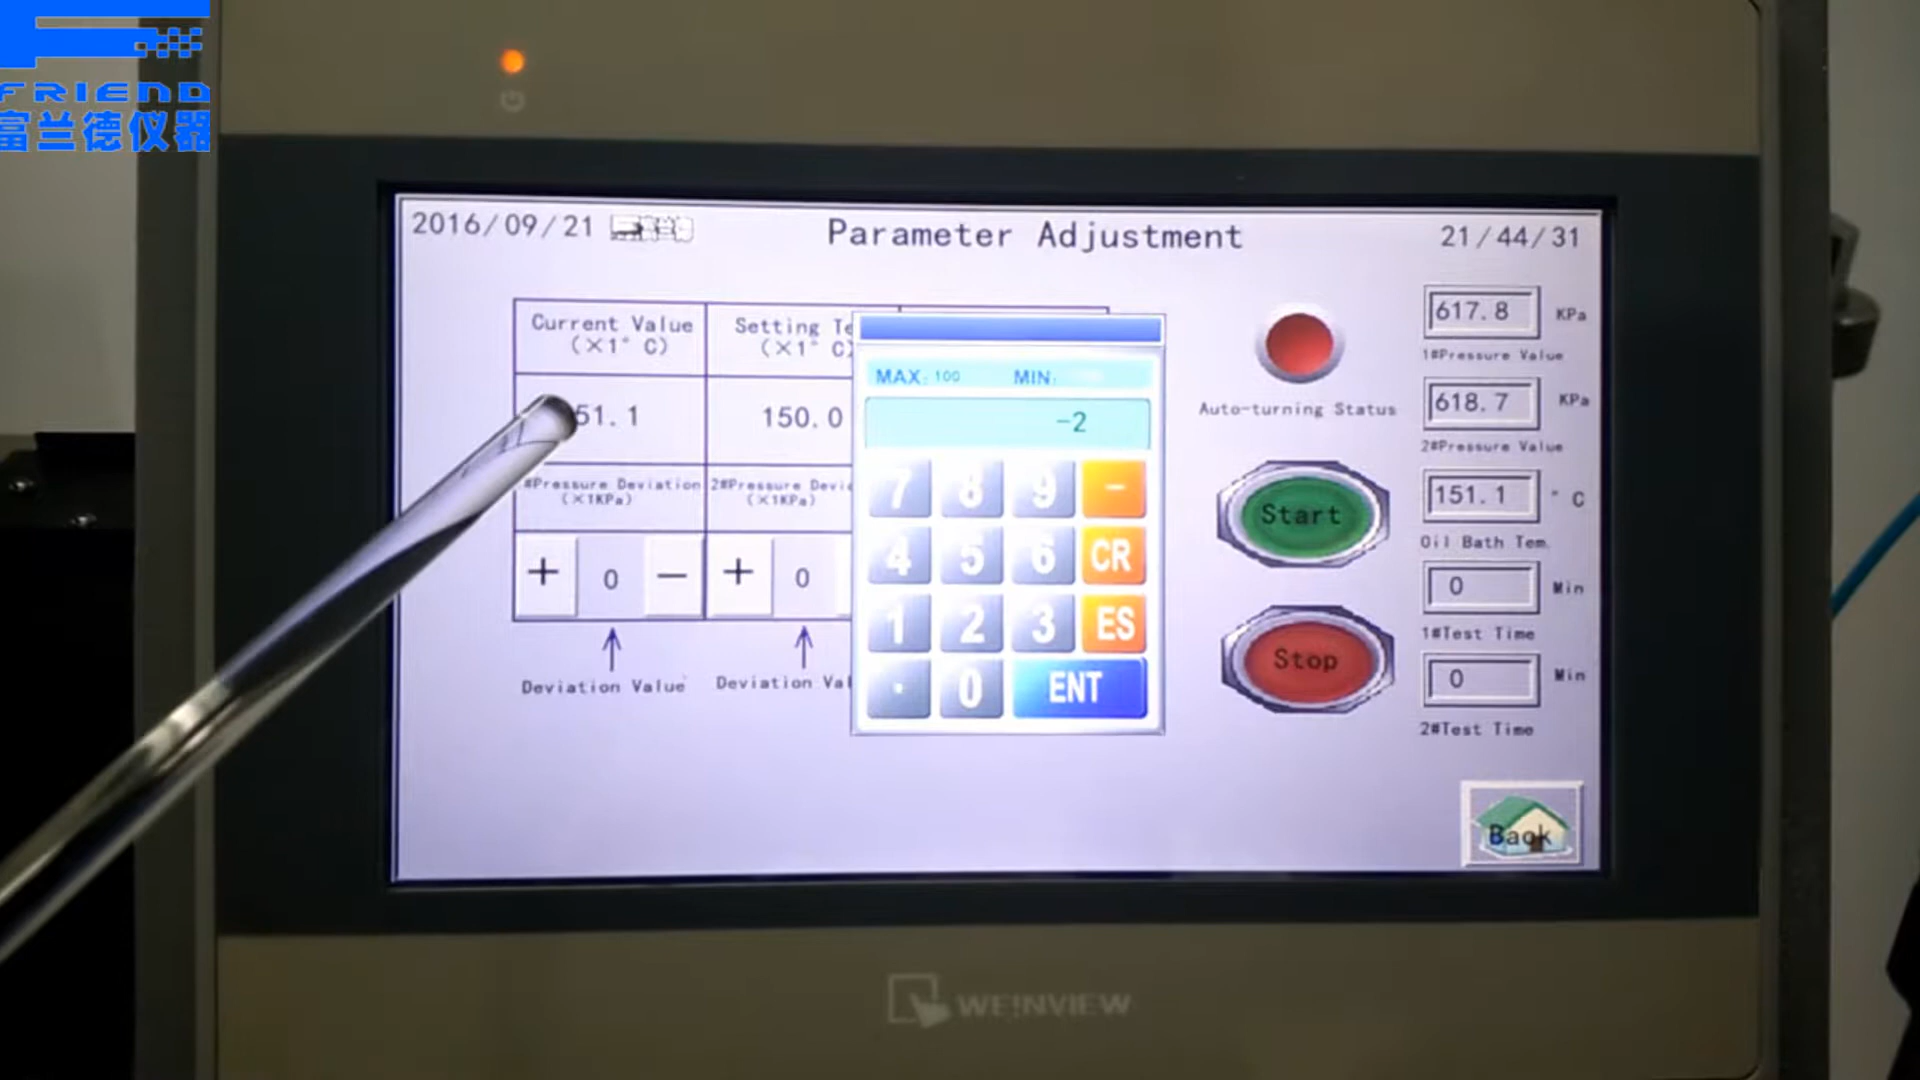 FRIEND
富兰德仪器
2016/09/21
Parameter Adjustment
21/44/31
Current Value
(×1°C)
Setting Te
(×1°C)
51.1
150.0
#Pressure Deviation
(×1KPa)
2#Pressure Devi
(×1KPa)
+ 0 -
+ 0
Deviation Value
Deviation Va
MAX: 100 MIN:
-2
7 8 9 -
4 5 6 CR
1 2 3 ES
. 0 ENT
Auto-turning Status
Start
Stop
617.8 KPa
1#Pressure Value
618.7 KPa
2#Pressure Value
151.1 °C
Oil Bath Tem.
0 Min
1#Test Time
0 Min
2#Test Time
Back
WEINVIEW